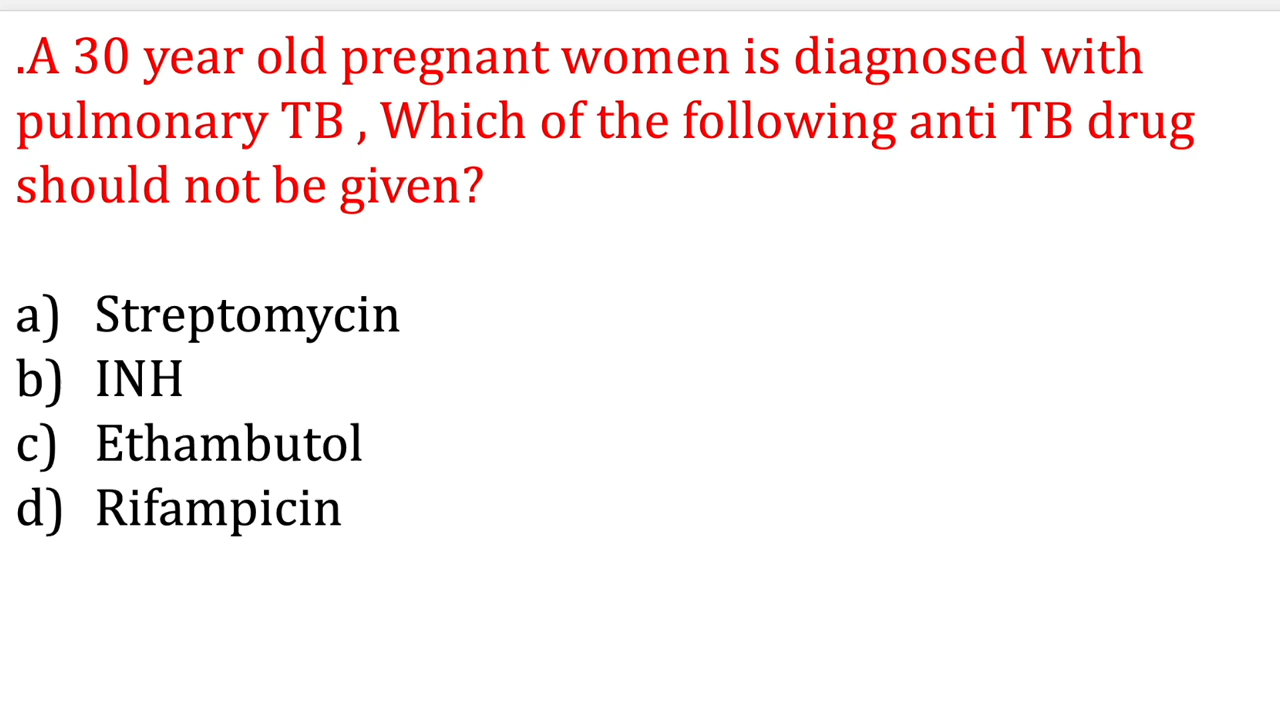 .A 30 year old pregnant women is diagnosed with
pulmonary TB , Which of the following anti TB drug
should not be given?
a) Streptomycin
b) INH
c) Ethambutol
d) Rifampicin